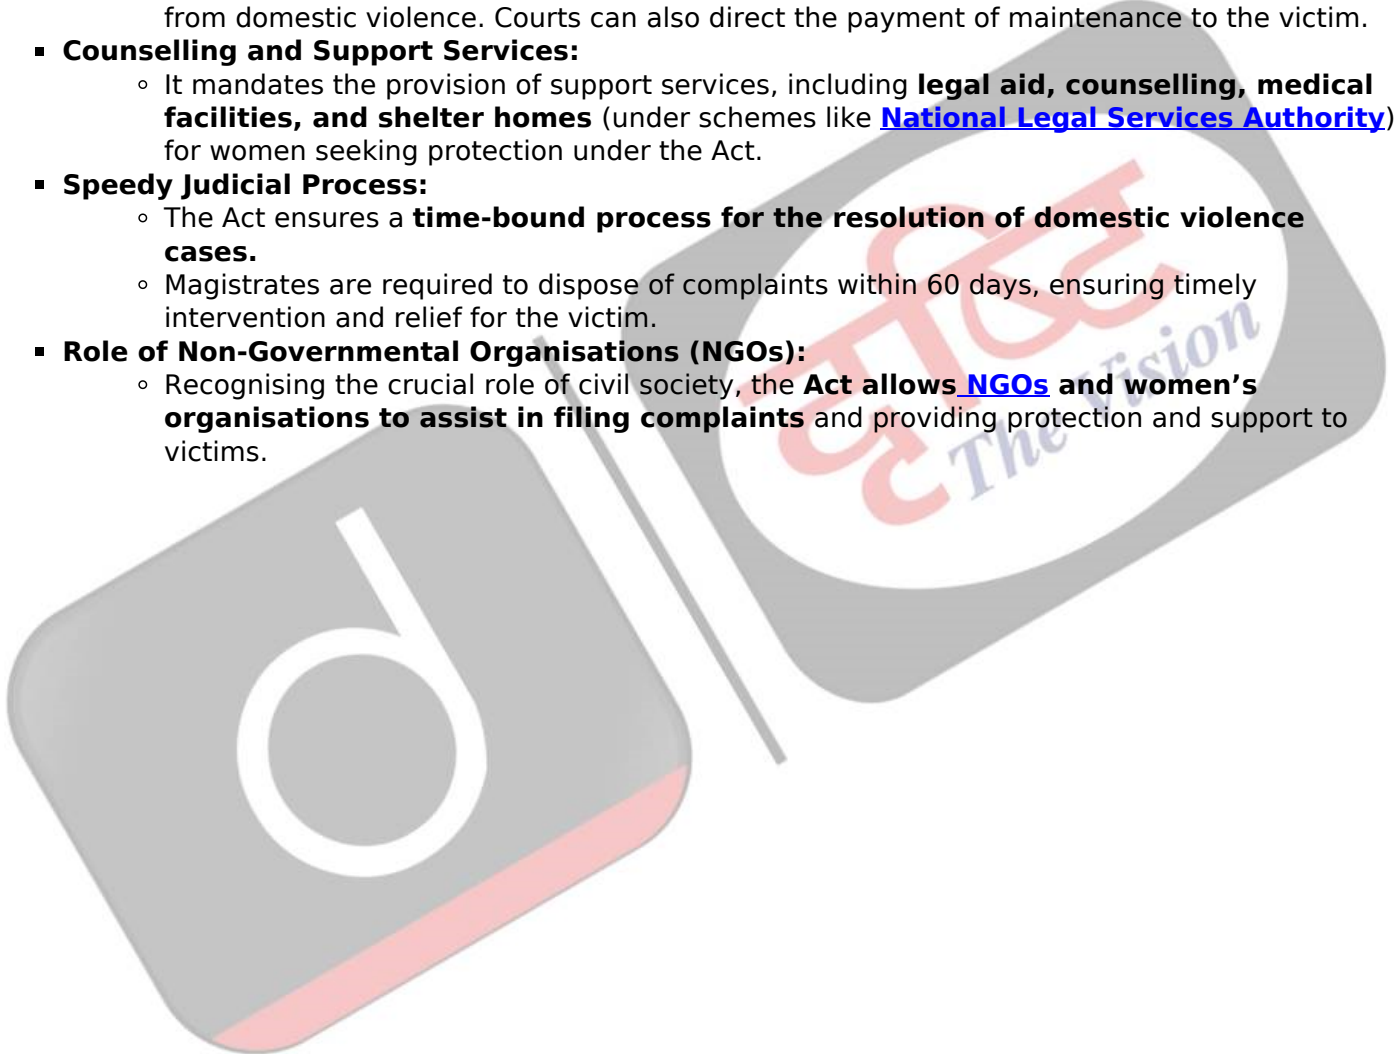 from domestic violence. Courts can also direct the payment of maintenance to the victim.
▪ Counselling and Support Services:
◦ It mandates the provision of support services, including legal aid, counselling, medical
facilities, and shelter homes (under schemes like National Legal Services Authority)
for women seeking protection under the Act.
▪ Speedy Judicial Process:
◦ The Act ensures a time-bound process for the resolution of domestic violence
cases.
◦ Magistrates are required to dispose of complaints within 60 days, ensuring timely
intervention and relief for the victim.
▪ Role of Non-Governmental Organisations (NGOs):
◦ Recognising the crucial role of civil society, the Act allows NGOs and women’s
organisations to assist in filing complaints and providing protection and support to
victims.
d
दृष्टि
The Vision